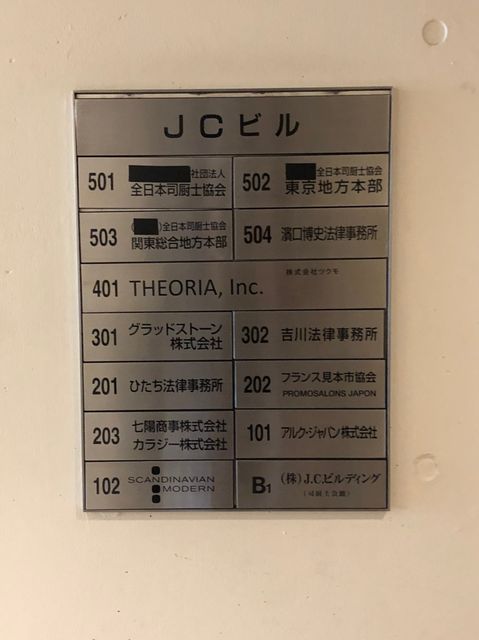 JCビル
501
社団法人
全日本司厨士協会
502
全日本司厨士協会
東京地方本部
503
( )全日本司厨士協会
関東総合地方本部
504 濱口博史法律事務所
401 THEORIA, Inc.
株式会社ツクモ
301 グラッドストーン
株式会社
302 吉川法律事務所
201 ひたち法律事務所
202 フランス見本市協会
PROMOSALONS JAPON
203 七陽商事株式会社
カラジー株式会社
101 アルク・ジャパン株式会社
102 SCANDINAVIAN
MODERN
B1 (株)J.C.ビルディング
(司厨士会館)